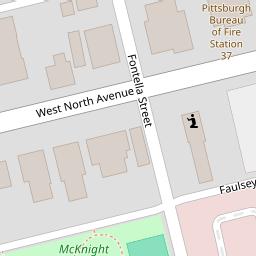 Pittsburgh
Bureau
of Fire
Station
37
Fontella Street
West North Avenue
Faulsey
McKnight